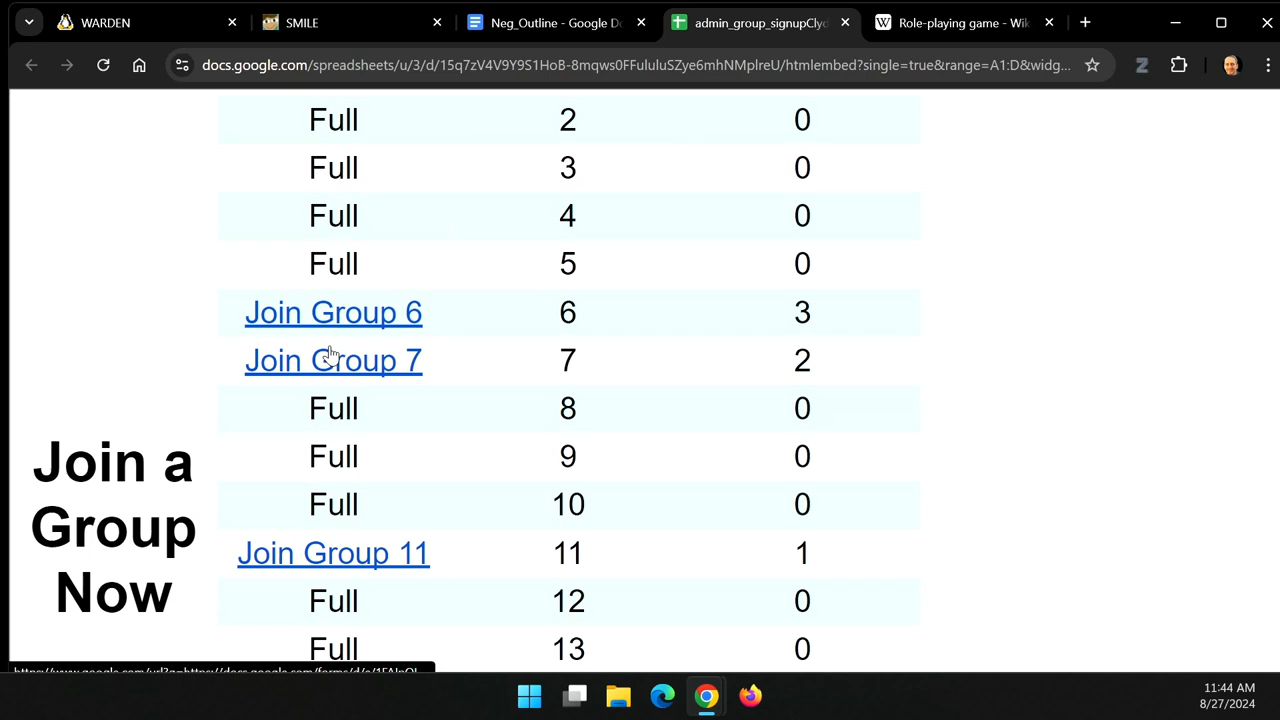 WARDEN
SMILE
Neg_Outline - Google Do
admin_group_signupClyd
Role-playing game - Wik
docs.google.com/spreadsheets/u/3/d/15q7zV4V9Y9S1HoB-8mqws0FFululuSZye6mhNMplreU/htmlembed?single=true&range=A1:D&widg...
Full 2 0
Full 3 0
Full 4 0
Full 5 0
Join Group 6 6 3
Join Group 7 7 2
Full 8 0
Full 9 0
Full 10 0
Join Group 11 11 1
Full 12 0
Full 13 0
Join a
Group
Now
11:44 AM
8/27/2024